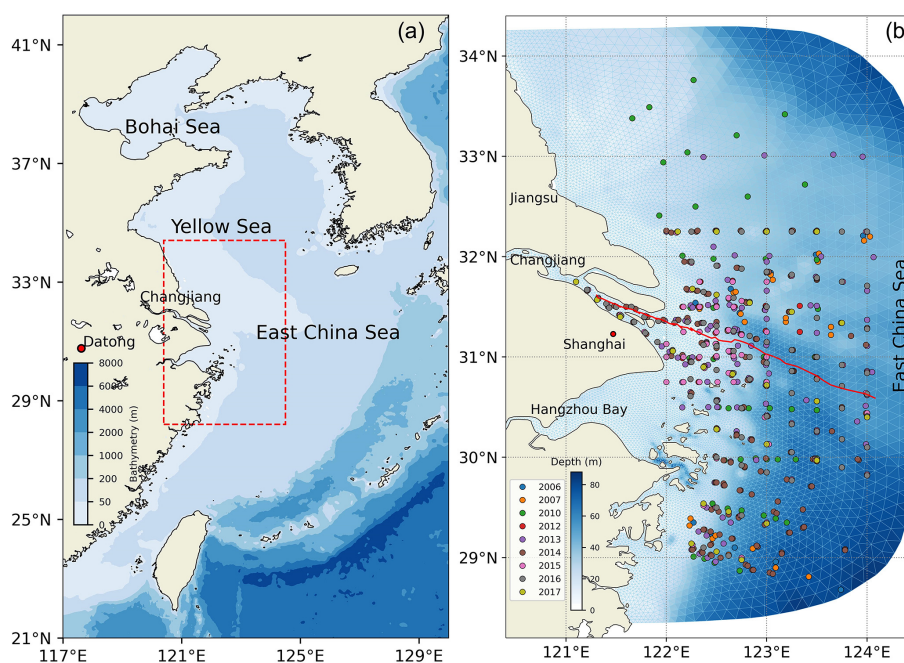 (a)
41°N
37°N
33°N
29°N
25°N
21°N
117°E
121°E
125°E
129°E
Bohai Sea
Yellow Sea
Changjiang
East China Sea
Datong
8000
6000
4000
2000
1000
200
50
0
Bathymetry (m)
(b
34°N
33°N
32°N
31°N
30°N
29°N
121°E
122°E
123°E
124°E
Jiangsu
Changjiang
Shanghai
Hangzhou Bay
East China Sea
Depth (m)
80
60
40
20
0
2006
2007
2010
2012
2013
2014
2015
2016
2017